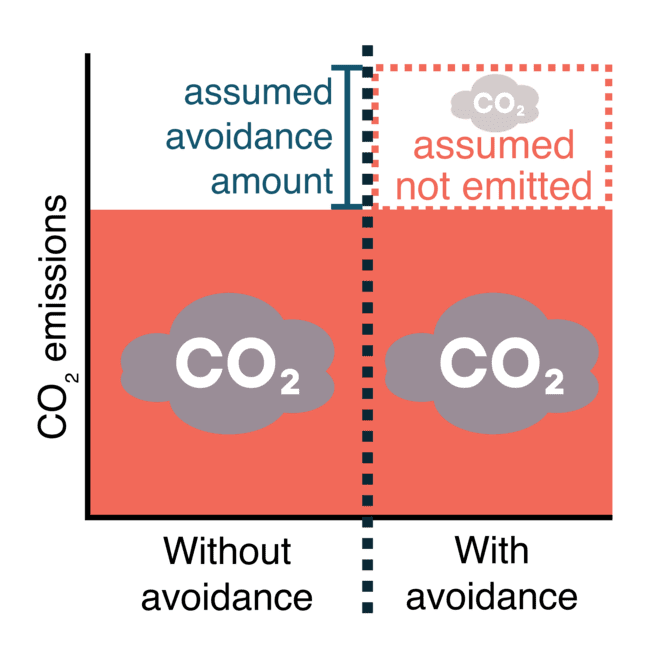 assumed
avoidance
amount
CO₂
assumed
not emitted
CO₂ emissions
CO₂
CO₂
Without
avoidance
With
avoidance